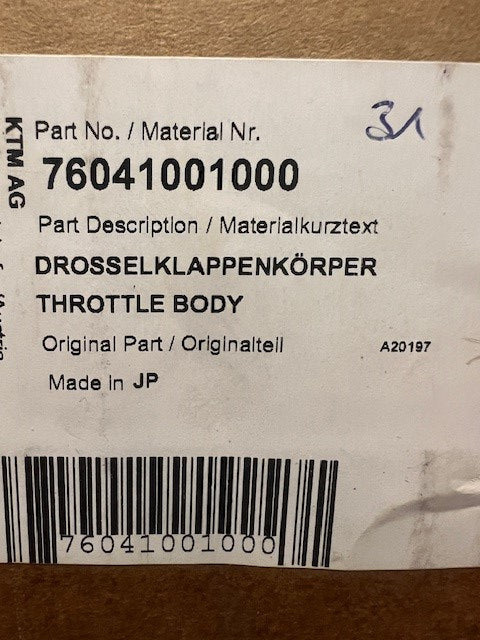 KTM AG
31
Part No. / Material Nr.
76041001000
Part Description / Materialkurztext
DROSSELKLAPPENKÖRPER
THROTTLE BODY
Original Part / Originalteil
A20197
Made in JP
76041001000